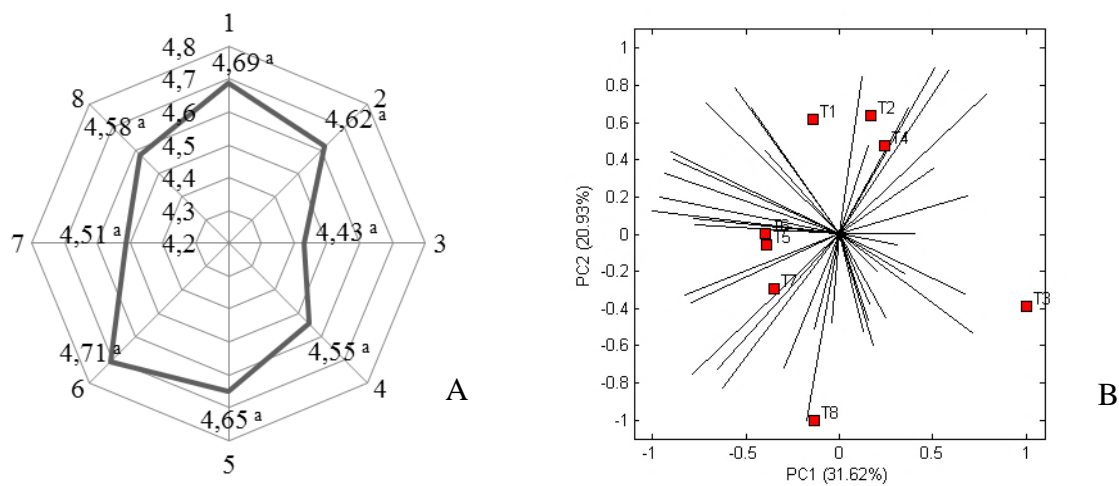 1
4,8
4,7
4,6
4,5
4,4
4,3
4,2
4,69 a
2
4,62 a
8
4,58 a
7
4,51 a
4,43 a
3
4,71 a
4,55 a
6
4
4,65 a
5
A
1
0.8
0.6
0.4
0.2
0
-0.2
-0.4
-0.6
-0.8
-1
PC2 (20.93%)
T1
T2
T4
T5
T7
T3
T8
-1
-0.5
0
0.5
1
PC1 (31.62%)
B